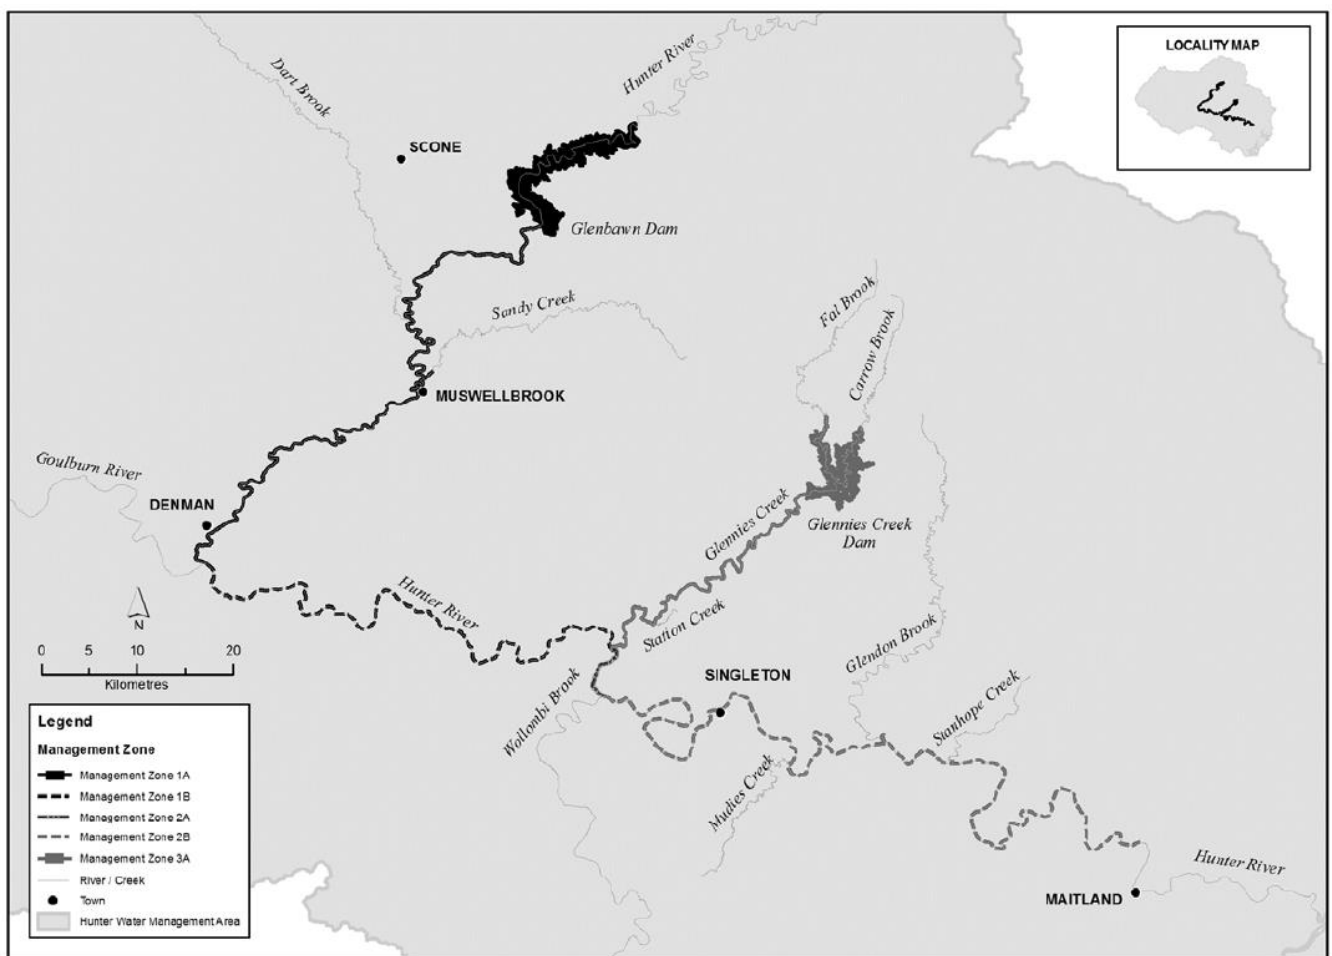 LOCALITY MAP
Hunter River
Dart Brook
SCONE
Glenbawn Dam
Sandy Creek
Fal Brook
Carrow Brook
MUSWELLBROOK
Goulburn River
DENMAN
Glennies Creek
Glennies Creek
Dam
Hunter River
Station Creek
N
0 5 10 20
Kilometres
Wollombi Brook
SINGLETON
Glendon Brook
Stanhope Creek
Mudies Creek
Hunter River
MAITLAND
Legend
Management Zone
Management Zone 1A
Management Zone 1B
Management Zone 2A
Management Zone 2B
Management Zone 3A
River / Creek
Town
Hunter Water Management Area